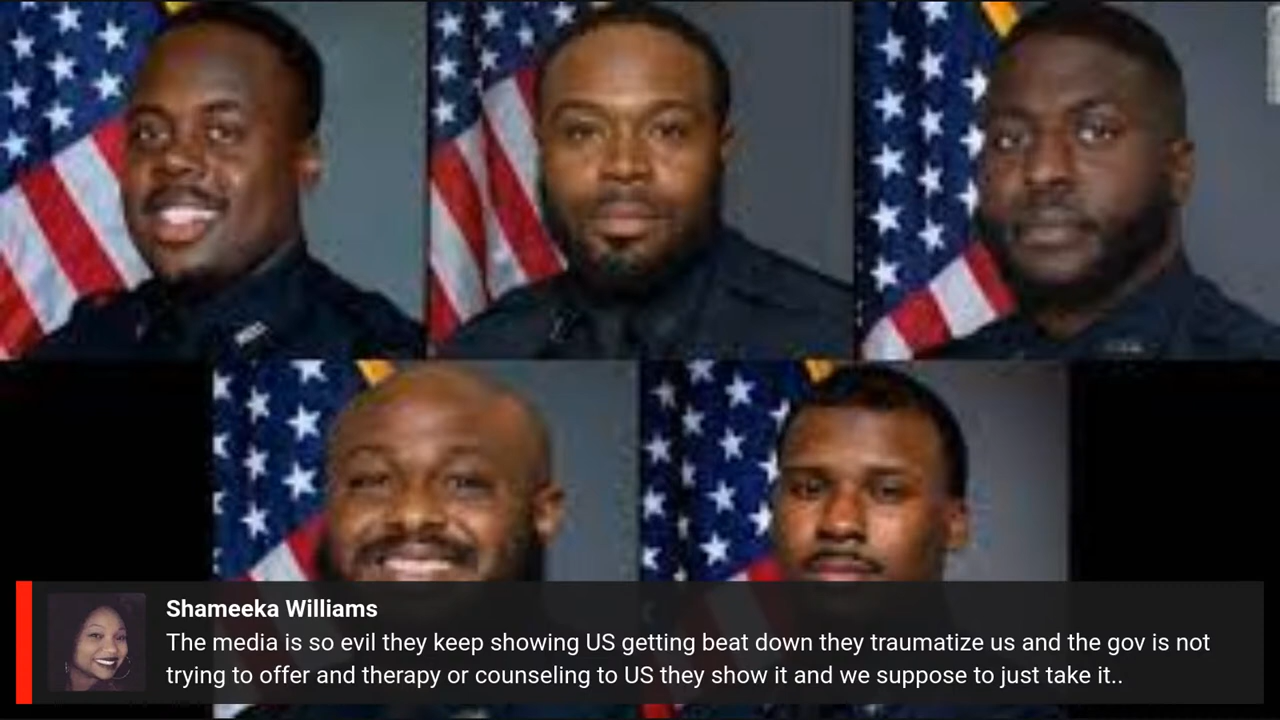 Shameeka Williams
The media is so evil they keep showing US getting beat down they traumatize us and the gov is not
trying to offer and therapy or counseling to US they show it and we suppose to just take it..